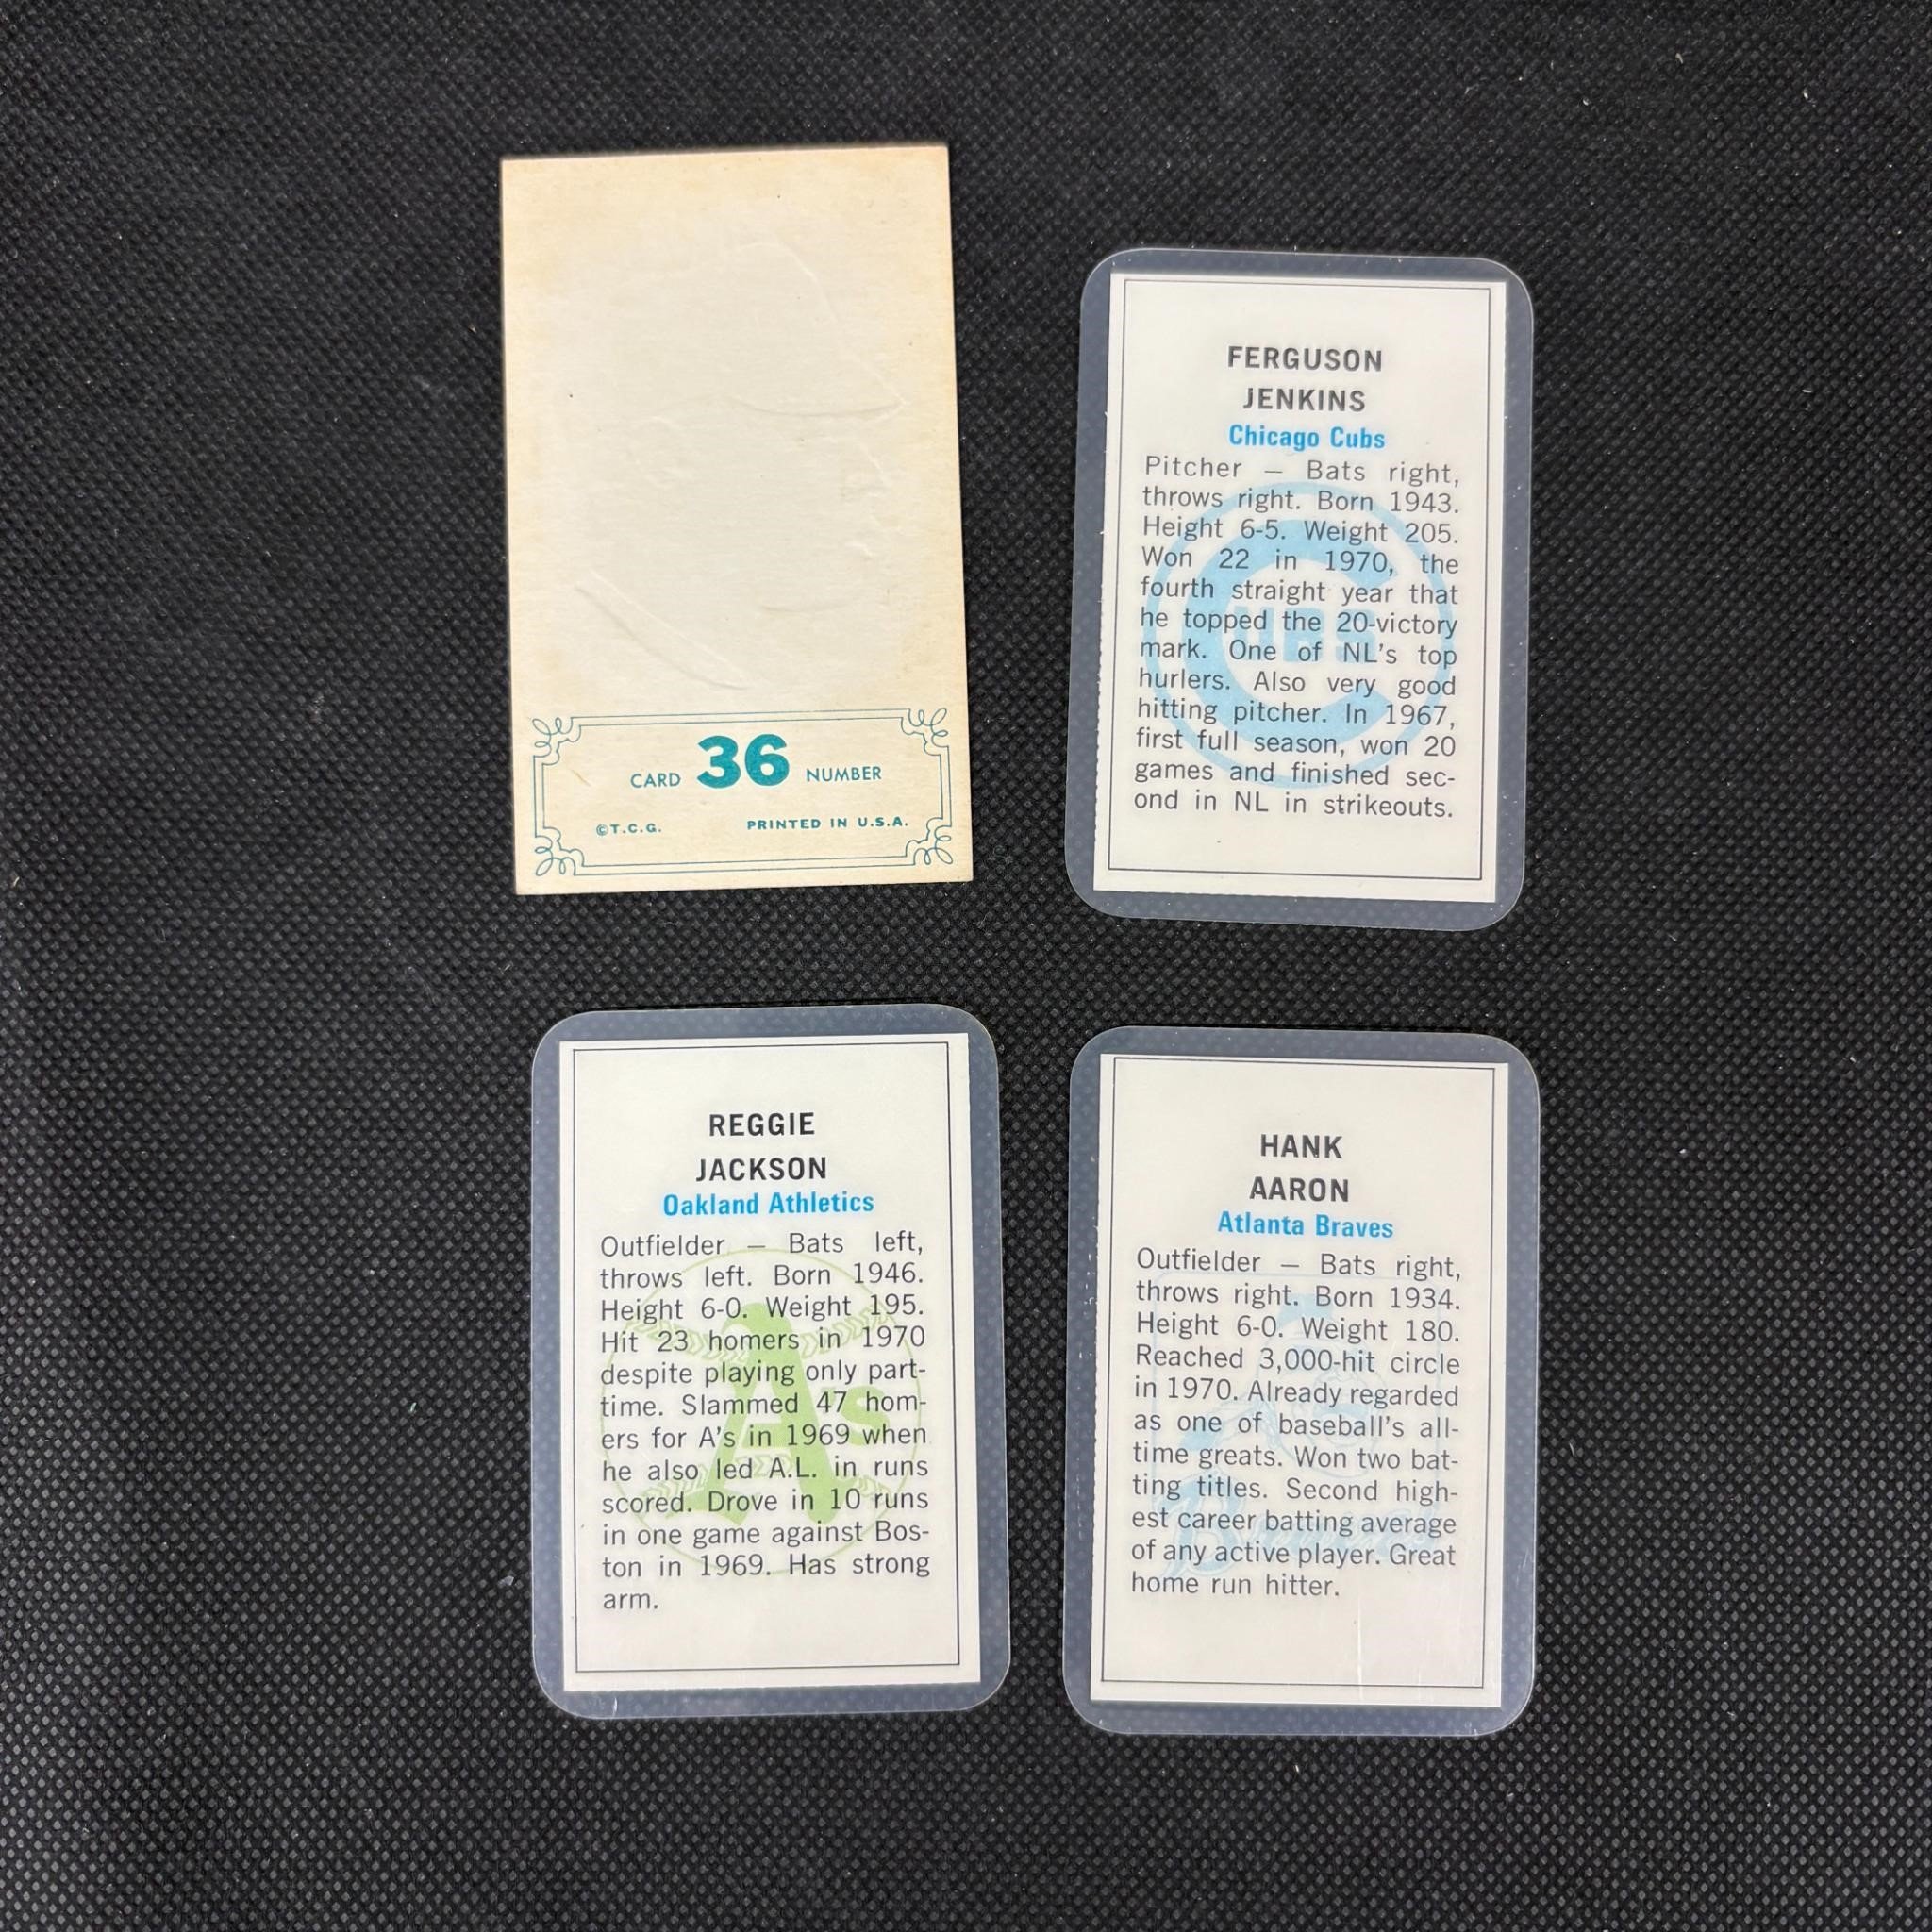 CARD 36 NUMBER
©T.C.G. PRINTED IN U.S.A.
FERGUSON
JENKINS
Chicago Cubs
Pitcher — Bats right,
throws right. Born 1943.
Height 6-5. Weight 205.
Won 22 in 1970, the
fourth straight year that
he topped the 20-victory
mark. One of NL's top
hurlers. Also very good
hitting pitcher. In 1967,
first full season, won 20
games and finished sec-
ond in NL in strikeouts.
CUBS
REGGIE
JACKSON
Oakland Athletics
Outfielder — Bats left,
throws left. Born 1946.
Height 6-0. Weight 195.
Hit 23 homers in 1970
despite playing only part-
time. Slammed 47 hom-
ers for A's in 1969 when
he also led A.L. in runs
scored. Drove in 10 runs
in one game against Bos-
ton in 1969. Has strong
arm.
A's
HANK
AARON
Atlanta Braves
Outfielder — Bats right,
throws right. Born 1934.
Height 6-0. Weight 180.
Reached 3,000-hit circle
in 1970. Already regarded
as one of baseball's all-
time greats. Won two bat-
ting titles. Second high-
est career batting average
of any active player. Great
home run hitter.
Braves